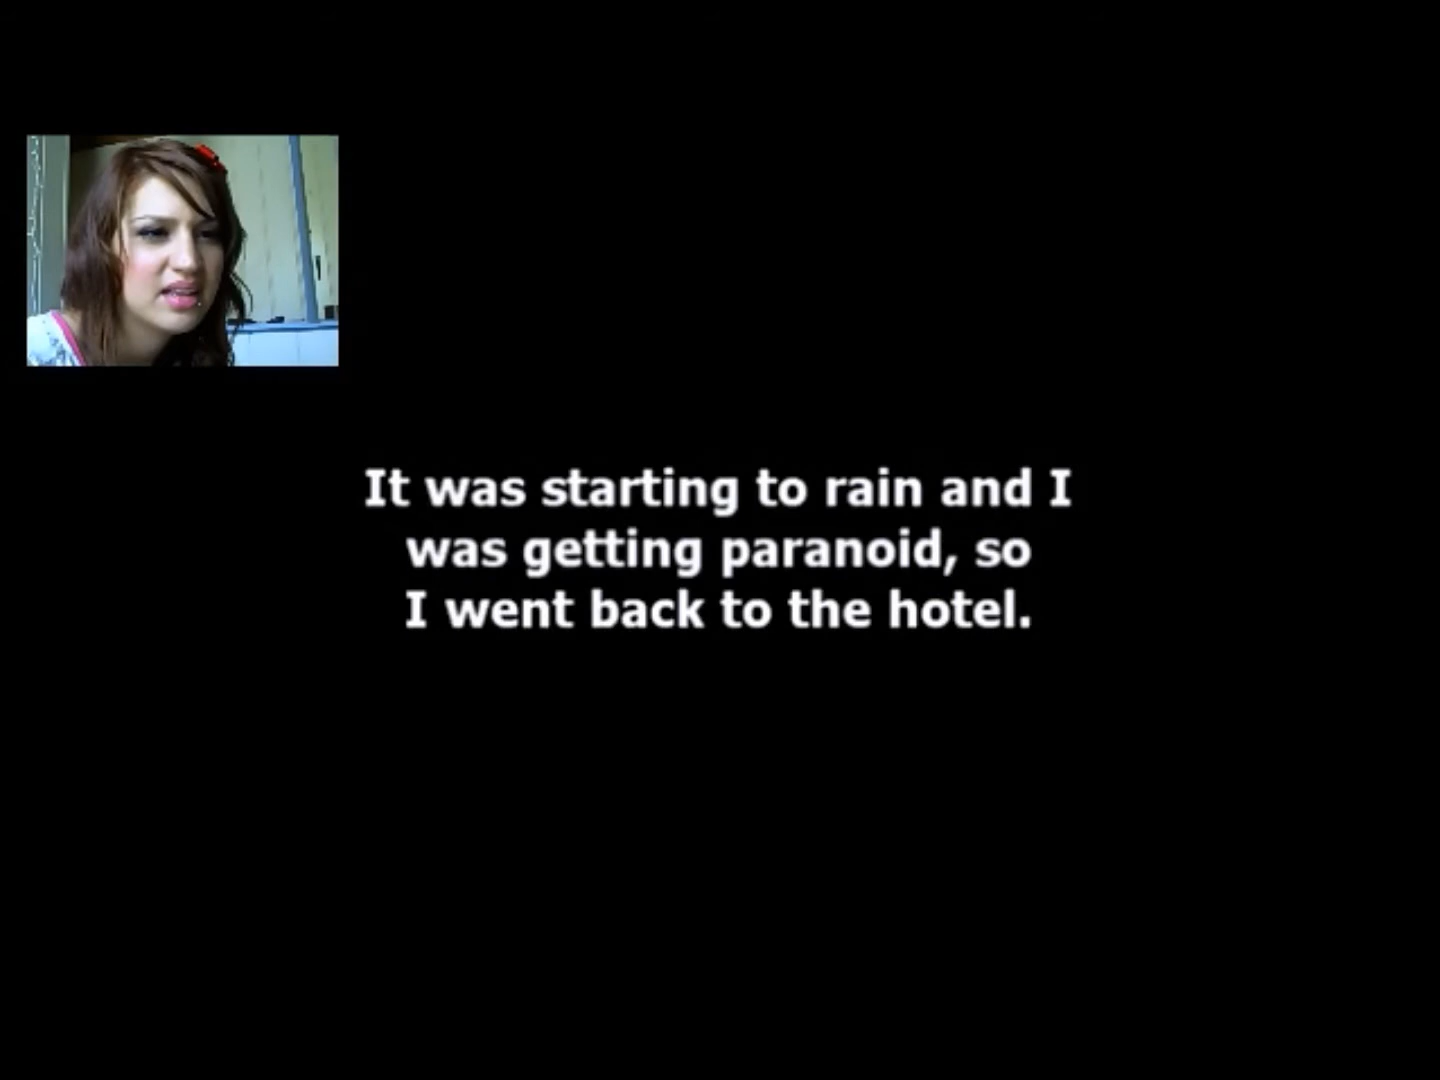 It was starting to rain and I
was getting paranoid, so
I went back to the hotel.